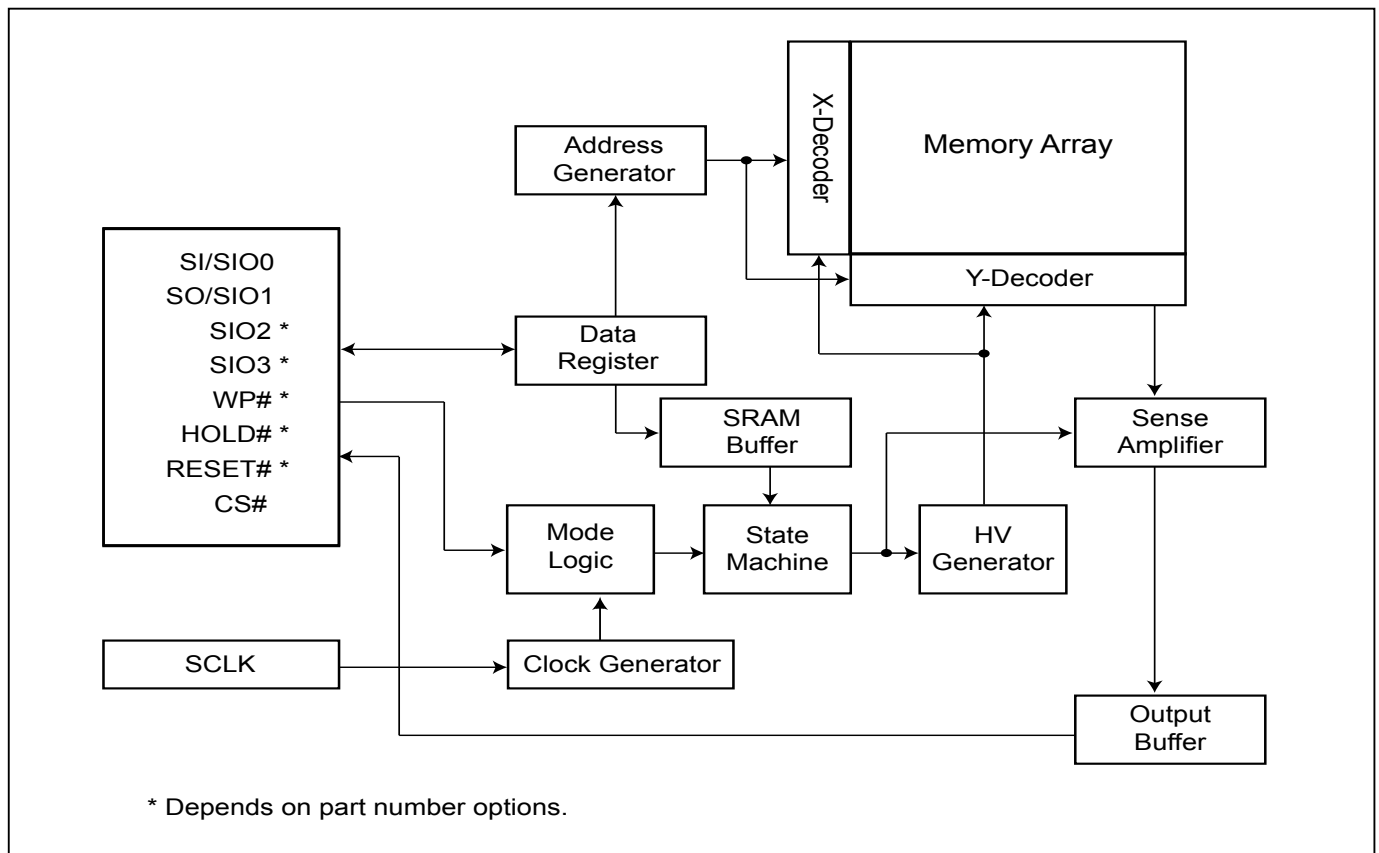 X-Decoder
Memory Array
Address
Generator
Y-Decoder
SI/SIO0
SO/SIO1
SIO2 *
SIO3 *
WP# *
HOLD# *
RESET# *
CS#
Data
Register
SRAM
Buffer
Sense
Amplifier
Mode
Logic
State
Machine
HV
Generator
SCLK
Clock Generator
Output
Buffer
* Depends on part number options.